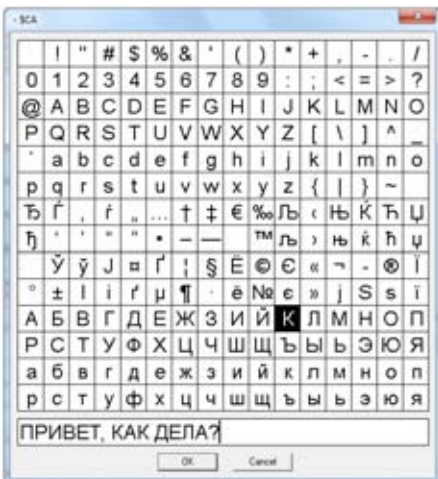 - SCA
! " # $ % & ' ( ) * + , - . /
0 1 2 3 4 5 6 7 8 9 : ; < = > ?
@ A B C D E F G H I J K L M N O
P Q R S T U V W X Y Z [ \ ] ^ _
` a b c d e f g h i j k l m n o
p q r s t u v w x y z { | } ~
Ђ Ѓ ‚ ѓ „ … † ‡ € ‰ Љ ‹ Њ Ќ Ћ Џ
ђ ‘ ’ “ ” • – — ™ љ › њ ќ ћ џ
Ў ў Ј ¤ Ґ ¦ § Ё © Є « ¬ - ® Ї
° ± І і ґ µ ¶ · ё № є » ј Ѕ ѕ ї
А Б В Г Д Е Ж З И Й К Л М Н О П
Р С Т У Ф Х Ц Ч Ш Щ Ъ Ы Ь Э Ю Я
а б в г д е ж з и й к л м н о п
р с т у ф х ц ч ш щ ъ ы ь э ю я
ПРИВЕТ, КАК ДЕЛА?
OK Cancel